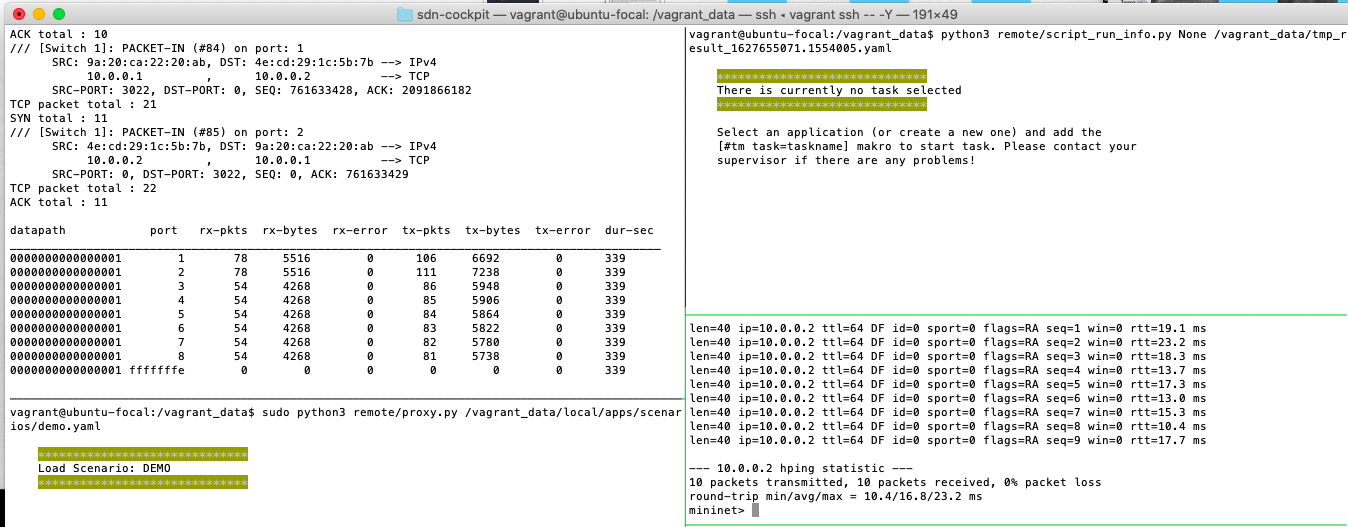 sdn-cockpit — vagrant@ubuntu-focal: /vagrant_data — ssh ◂ vagrant ssh -- -Y — 191×49
ACK total : 10
/// [Switch 1]: PACKET-IN (#84) on port: 1
SRC: 9a:20:ca:22:20:ab, DST: 4e:cd:29:1c:5b:7b --> IPv4
10.0.0.1 , 10.0.0.2 --> TCP
SRC-PORT: 3022, DST-PORT: 0, SEQ: 761633428, ACK: 2091866182
TCP packet total : 21
SYN total : 11
/// [Switch 1]: PACKET-IN (#85) on port: 2
SRC: 4e:cd:29:1c:5b:7b, DST: 9a:20:ca:22:20:ab --> IPv4
10.0.0.2 , 10.0.0.1 --> TCP
SRC-PORT: 0, DST-PORT: 3022, SEQ: 0, ACK: 761633429
TCP packet total : 22
ACK total : 11
datapath port rx-pkts rx-bytes rx-error tx-pkts tx-bytes tx-error dur-sec
0000000000000001 1 78 5516 0 106 6692 0 339
0000000000000001 2 78 5516 0 111 7238 0 339
0000000000000001 3 54 4268 0 86 5948 0 339
0000000000000001 4 54 4268 0 85 5906 0 339
0000000000000001 5 54 4268 0 84 5864 0 339
0000000000000001 6 54 4268 0 83 5822 0 339
0000000000000001 7 54 4268 0 82 5780 0 339
0000000000000001 8 54 4268 0 81 5738 0 339
0000000000000001 fffffffe 0 0 0 0 0 0 339
vagrant@ubuntu-focal:/vagrant_data$ sudo python3 remote/proxy.py /vagrant_data/local/apps/scenar
ios/demo.yaml
******************************
Load Scenario: DEMO
******************************
vagrant@ubuntu-focal:/vagrant_data$ python3 remote/script_run_info.py None /vagrant_data/tmp_r
esult_1627655071.1554005.yaml
******************************
There is currently no task selected
******************************
Select an application (or create a new one) and add the
[#tm task=taskname] makro to start task. Please contact your
supervisor if there are any problems!
len=40 ip=10.0.0.2 ttl=64 DF id=0 sport=0 flags=RA seq=1 win=0 rtt=19.1 ms
len=40 ip=10.0.0.2 ttl=64 DF id=0 sport=0 flags=RA seq=2 win=0 rtt=23.2 ms
len=40 ip=10.0.0.2 ttl=64 DF id=0 sport=0 flags=RA seq=3 win=0 rtt=18.3 ms
len=40 ip=10.0.0.2 ttl=64 DF id=0 sport=0 flags=RA seq=4 win=0 rtt=13.7 ms
len=40 ip=10.0.0.2 ttl=64 DF id=0 sport=0 flags=RA seq=5 win=0 rtt=17.3 ms
len=40 ip=10.0.0.2 ttl=64 DF id=0 sport=0 flags=RA seq=6 win=0 rtt=13.0 ms
len=40 ip=10.0.0.2 ttl=64 DF id=0 sport=0 flags=RA seq=7 win=0 rtt=15.3 ms
len=40 ip=10.0.0.2 ttl=64 DF id=0 sport=0 flags=RA seq=8 win=0 rtt=10.4 ms
len=40 ip=10.0.0.2 ttl=64 DF id=0 sport=0 flags=RA seq=9 win=0 rtt=17.7 ms
--- 10.0.0.2 hping statistic ---
10 packets transmitted, 10 packets received, 0% packet loss
round-trip min/avg/max = 10.4/16.8/23.2 ms
mininet>